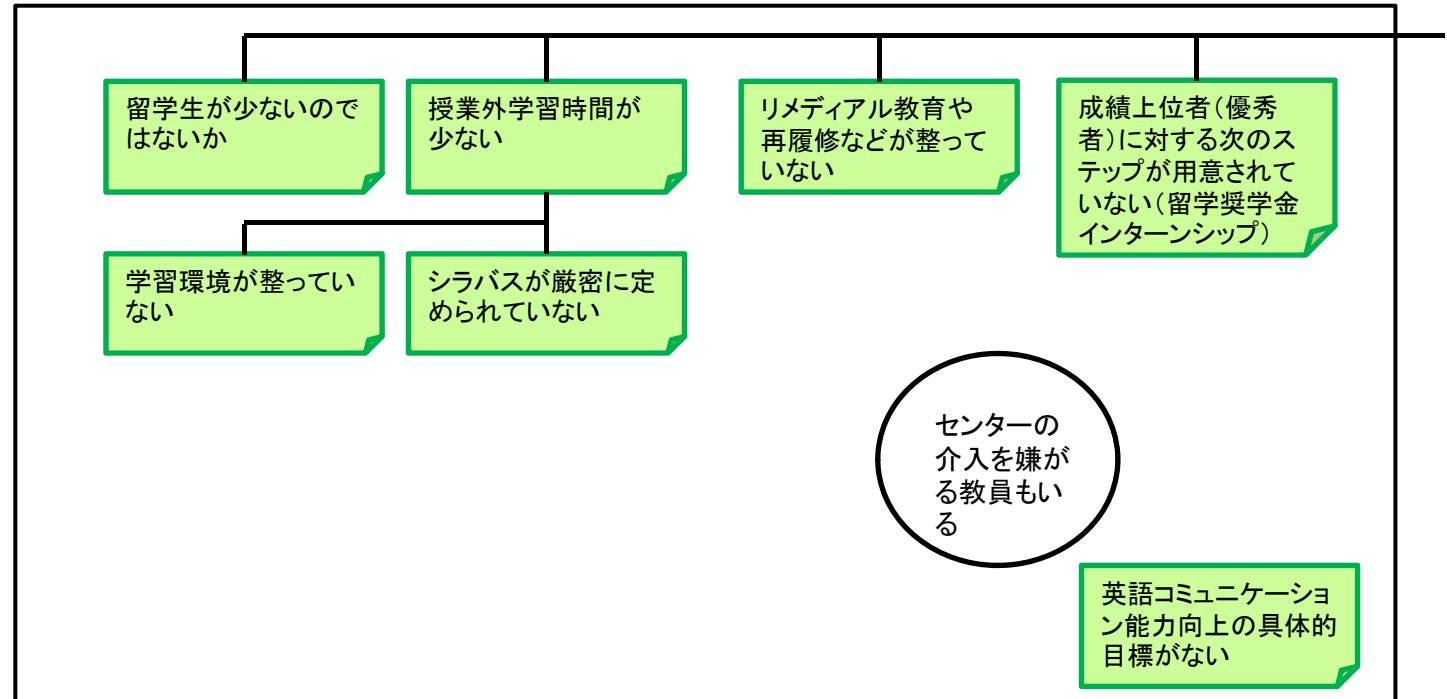 留学生が少ないので
はないか
授業外学習時間が
少ない
リメディアル教育や
再履修などが整って
いない
成績上位者（優秀
者）に対する次のス
テップが用意されて
いない（留学奨学金
インターンシップ）
学習環境が整ってい
ない
シラバスが厳密に定
められていない
センターの
介入を嫌が
る教員もい
る
英語コミュニケーショ
ン能力向上の具体的
目標がない